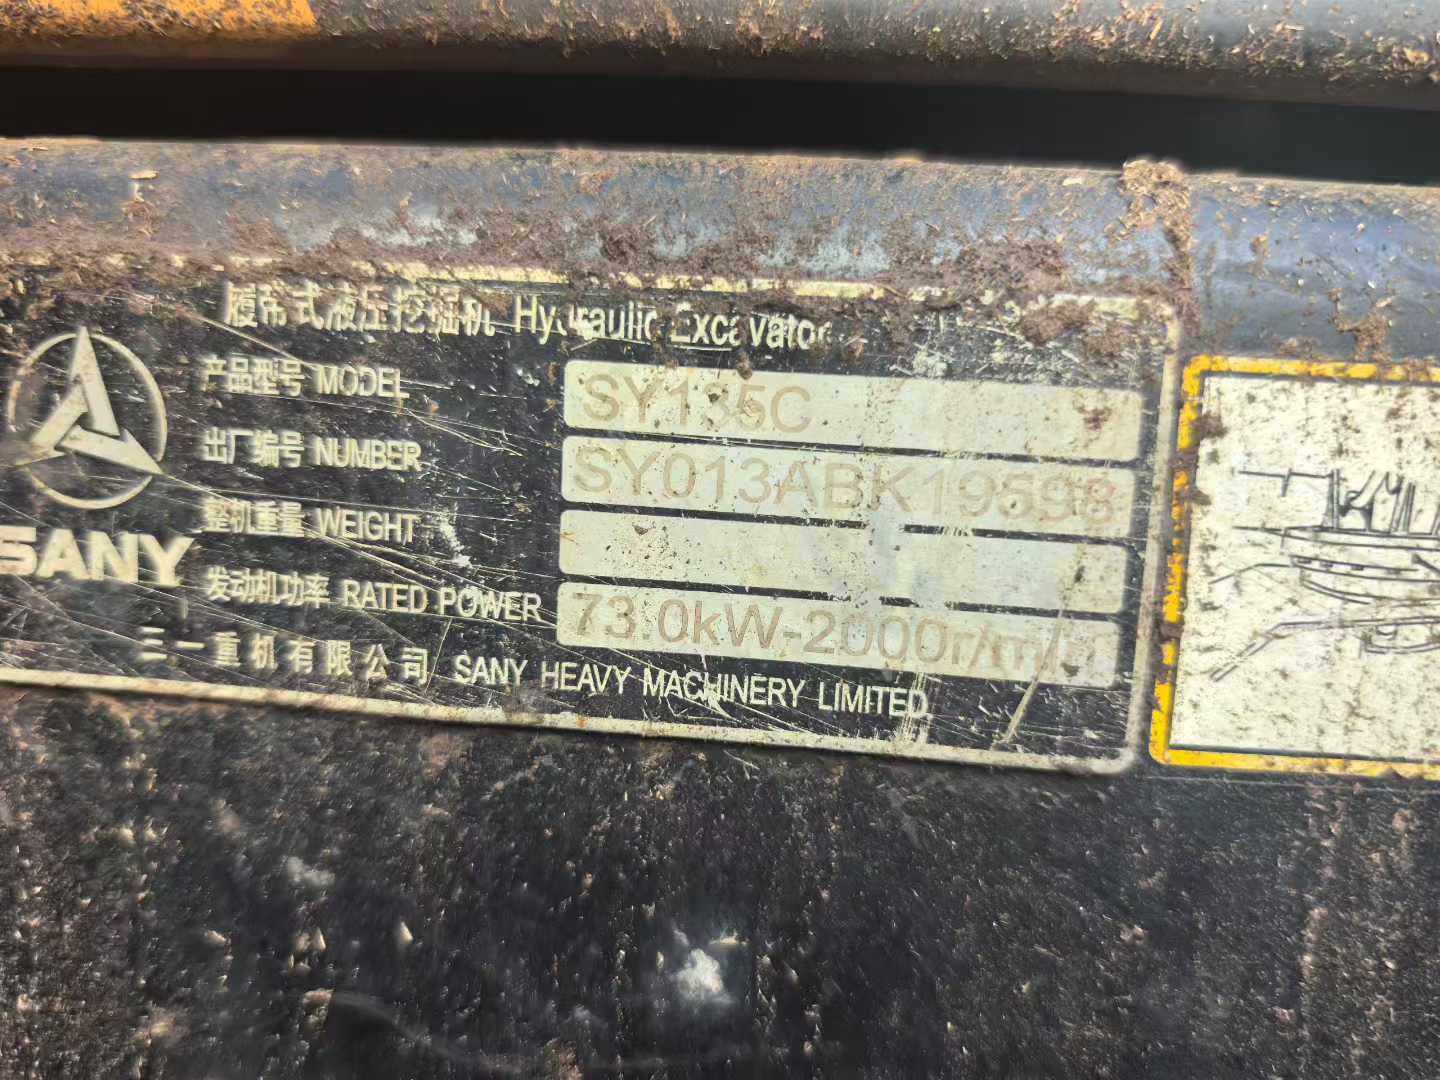 履带式液压挖掘机 Hydraulic Excavator
产品型号 MODEL SY135C
出厂编号 NUMBER SY013ABK19598
整机重量 WEIGHT
发动机功率 RATED POWER 73.0kW-2000r/min
SANY
三一重机有限公司 SANY HEAVY MACHINERY LIMITED